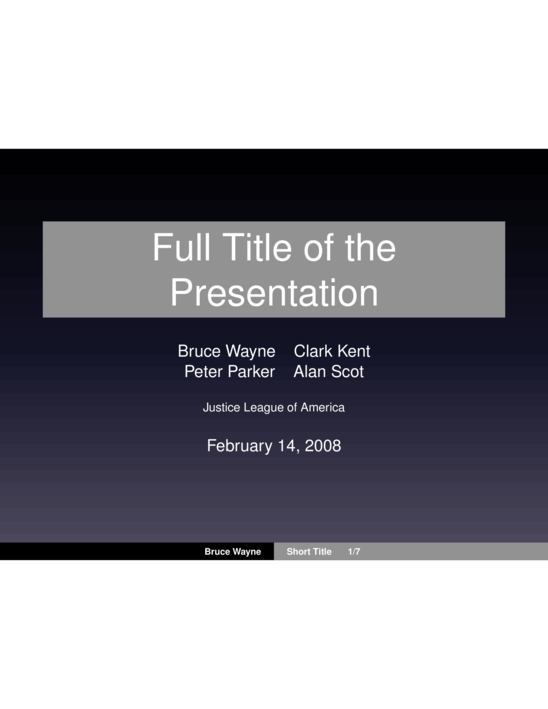 Full Title of the
Presentation
Bruce Wayne Clark Kent
Peter Parker Alan Scot
Justice League of America
February 14, 2008
Bruce Wayne Short Title 1/7